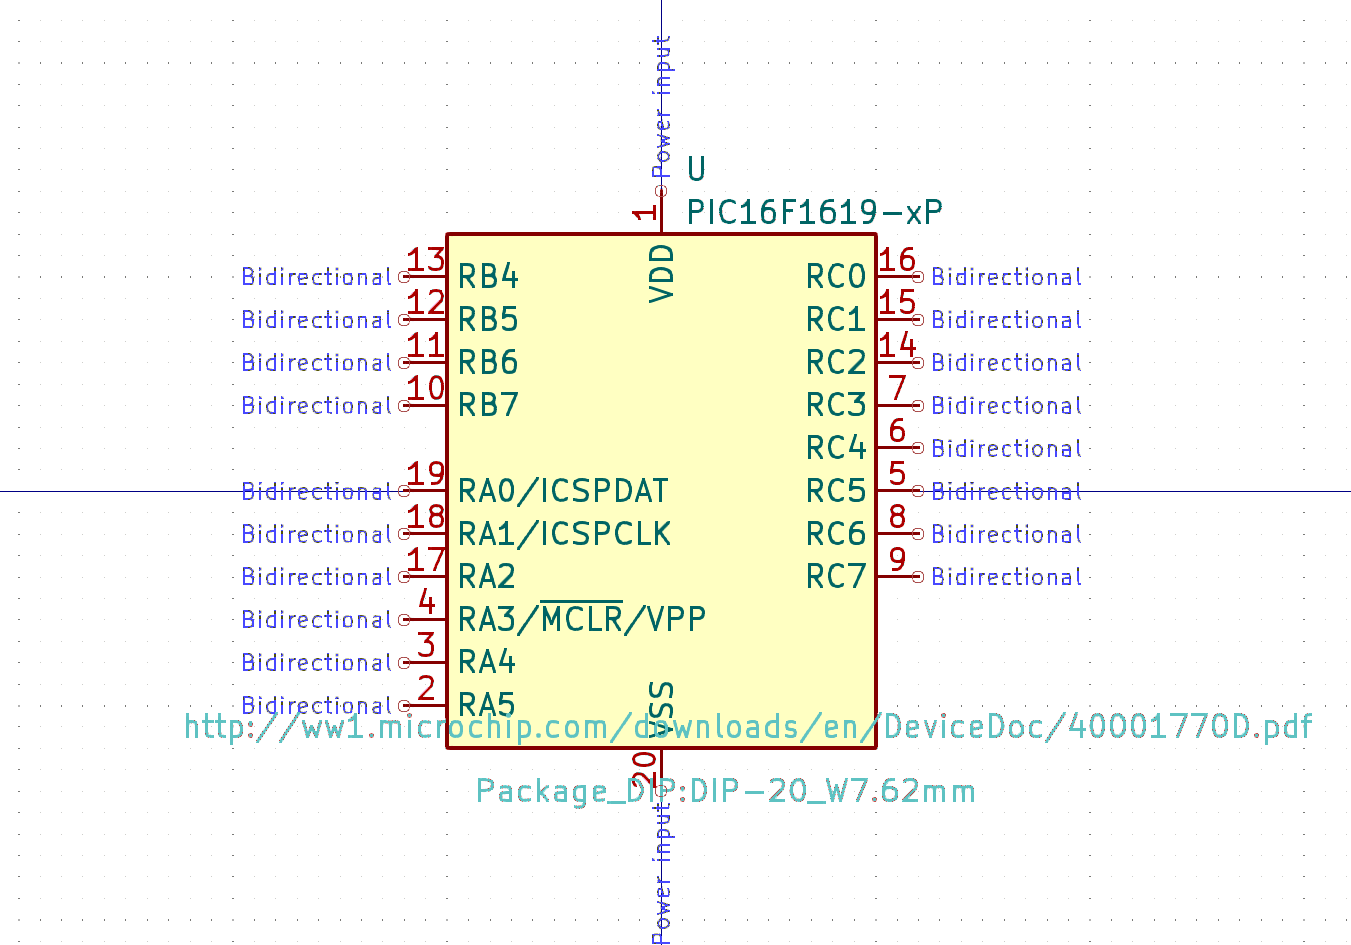 Power input
U
PIC16F1619-xP
1
VDD
Bidirectional 13 RB4 RC0 16 Bidirectional
Bidirectional 12 RB5 RC1 15 Bidirectional
Bidirectional 11 RB6 RC2 14 Bidirectional
Bidirectional 10 RB7 RC3 7 Bidirectional
RC4 6 Bidirectional
Bidirectional 19 RA0/ICSPDAT RC5 5 Bidirectional
Bidirectional 18 RA1/ICSPCLK RC6 8 Bidirectional
Bidirectional 17 RA2 RC7 9 Bidirectional
Bidirectional 4 RA3/MCLR/VPP
Bidirectional 3 RA4
Bidirectional 2 RA5
VSS
http://ww1.microchip.com/downloads/en/DeviceDoc/40001770D.pdf
20
Package_DIP:DIP-20_W7.62mm
Power input